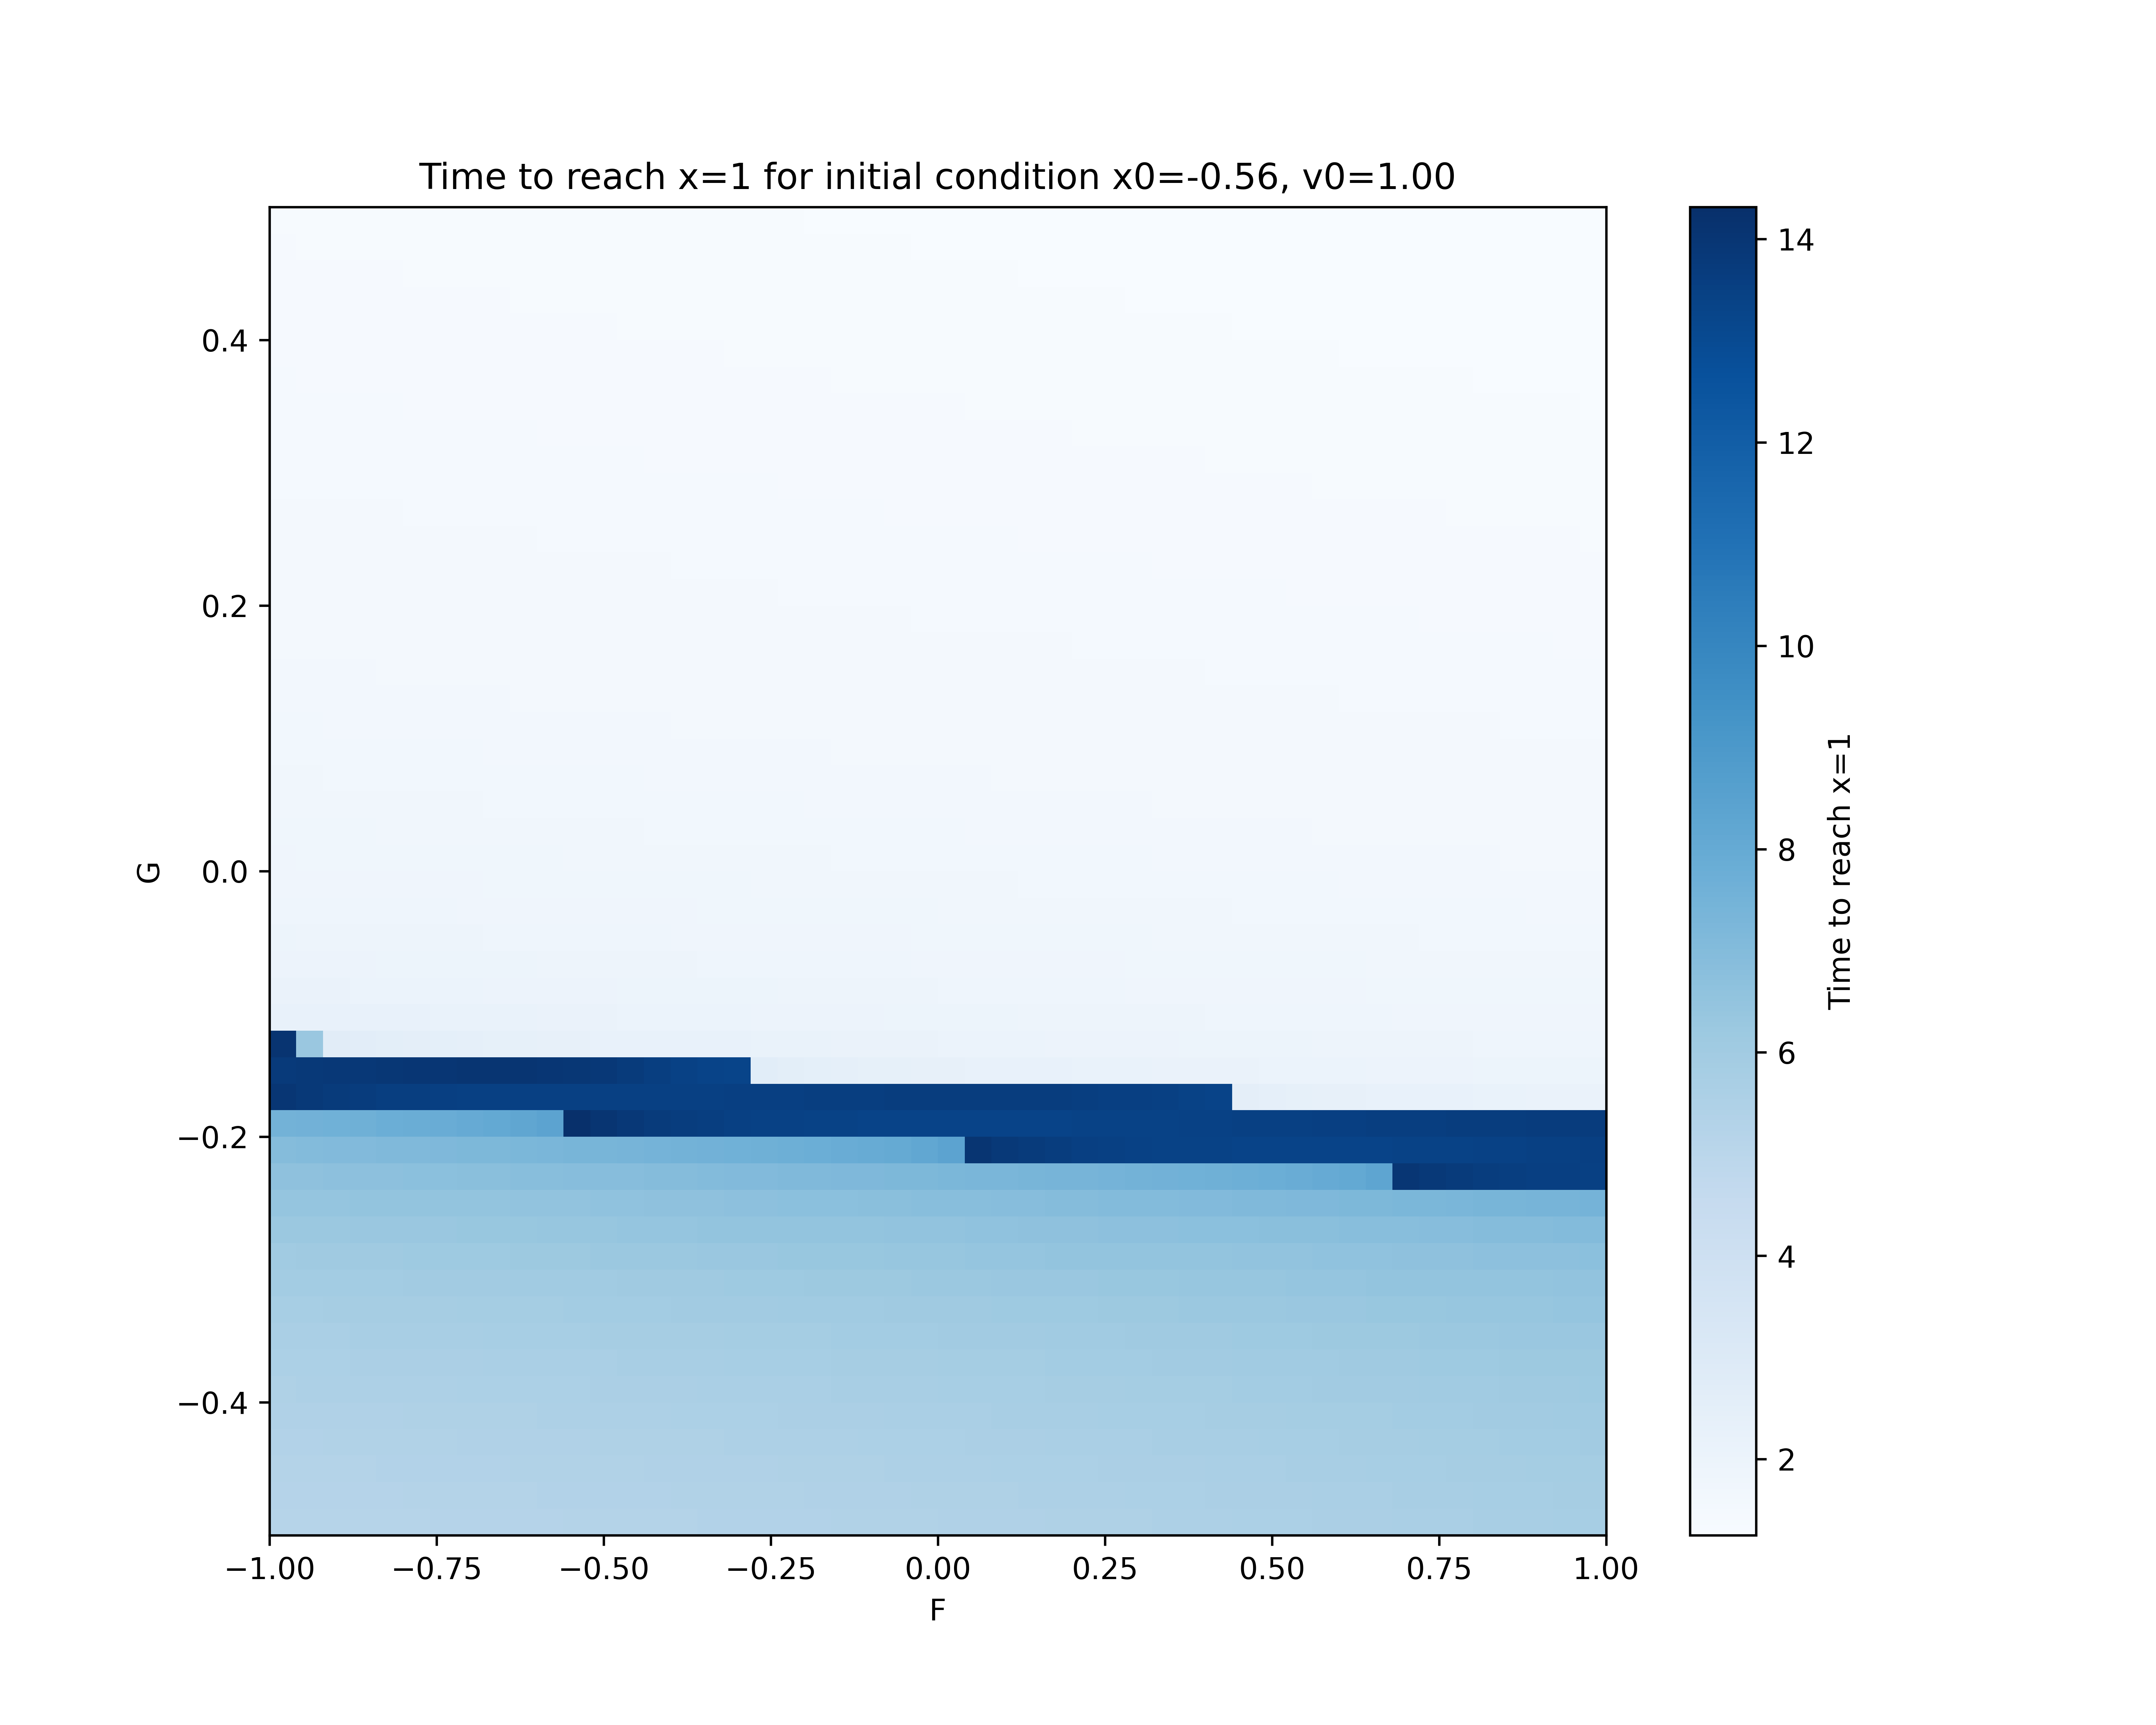 Time to reach x=1 for initial condition x0=-0.56, v0=1.00
G
0.4
0.2
0.0
−0.2
−0.4
−1.00 −0.75 −0.50 −0.25 0.00 0.25 0.50 0.75 1.00
F
14
12
10
8
6
4
2
Time to reach x=1